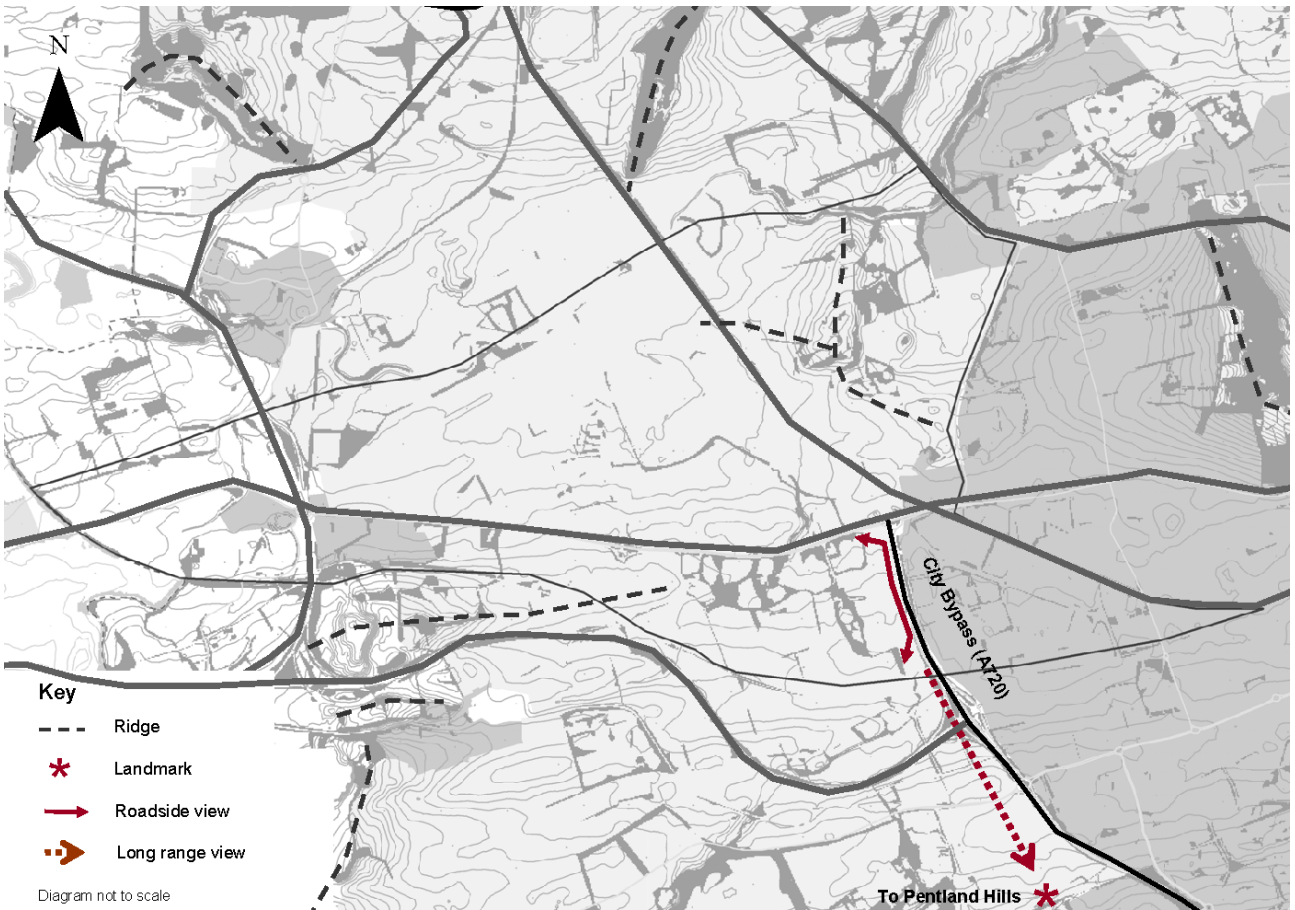 N
City Bypass (A720)
Key
Ridge
Landmark
Roadside view
Long range view
Diagram not to scale
To Pentland Hills